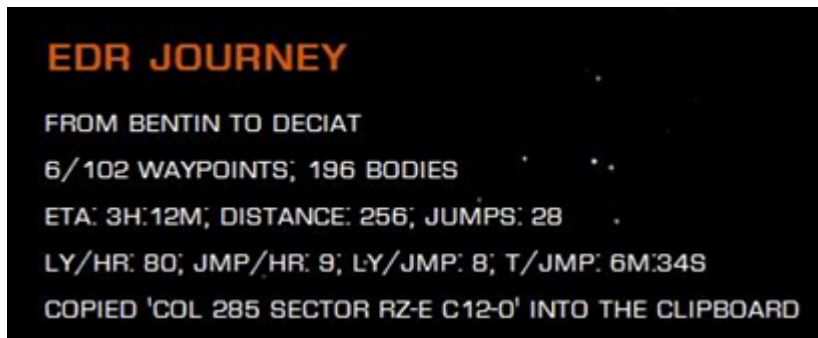 EDR JOURNEY
FROM BENTIN TO DECIAT
6/102 WAYPOINTS; 196 BODIES
ETA: 3H:12M; DISTANCE: 256; JUMPS: 28
LY/HR: 80; JMP/HR: 9; LY/JMP: 8; T/JMP: 6M:34S
COPIED 'COL 285 SECTOR RZ-E C12-0' INTO THE CLIPBOARD